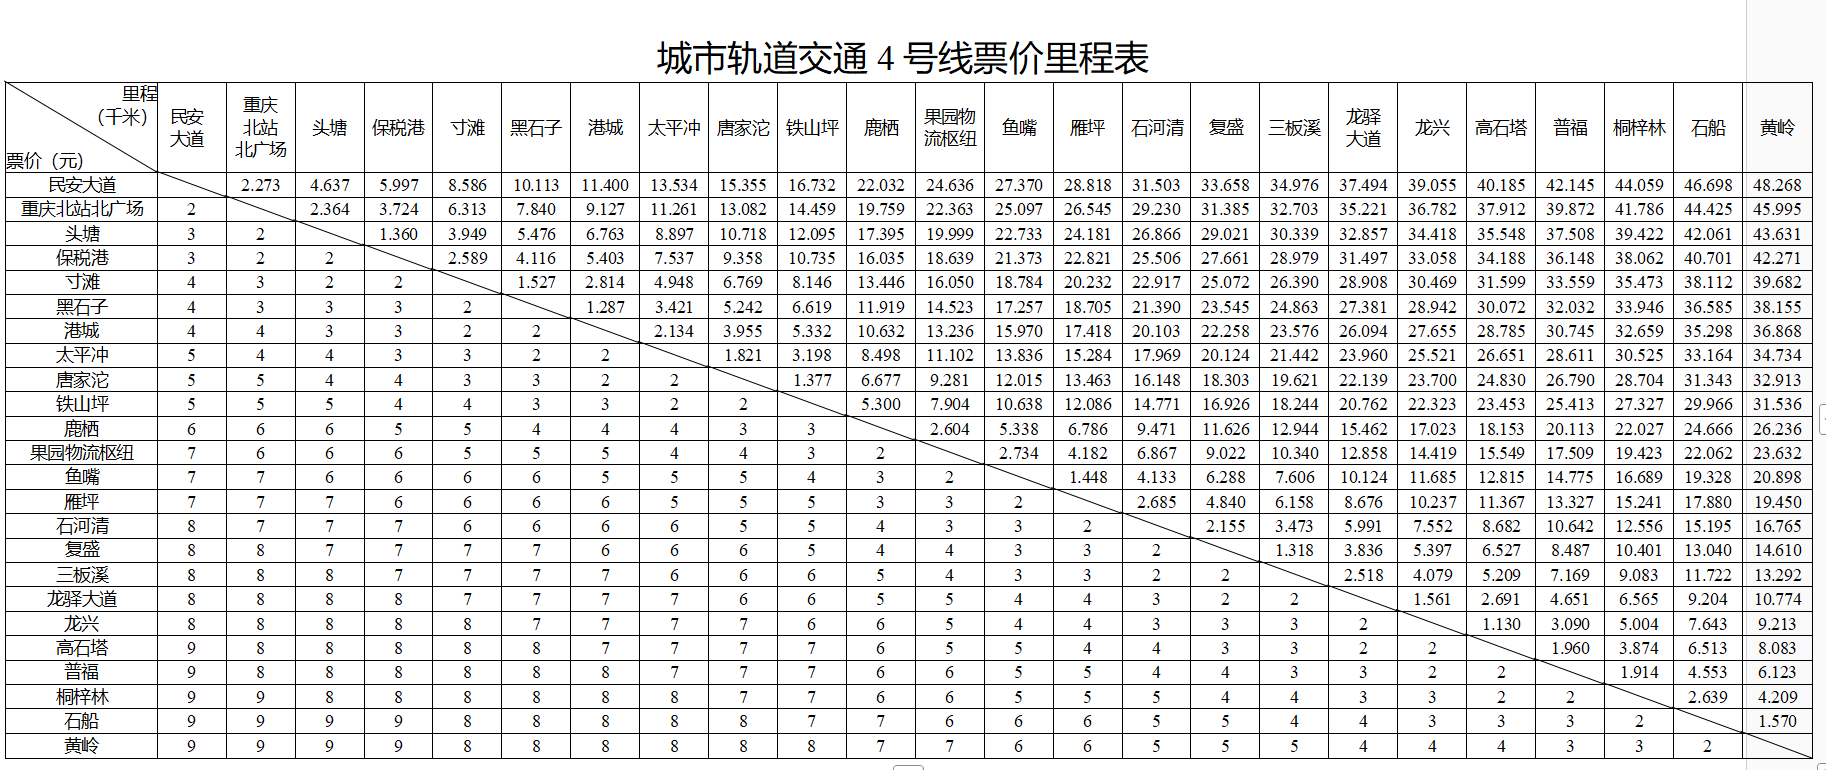 城市轨道交通 4 号线票价里程表
里程
（千米）
票价（元）
民安大道 重庆北站北广场 头塘 保税港 寸滩 黑石子 港城 太平冲 唐家沱 铁山坪 鹿栖 果园物流枢纽 鱼嘴 雁坪 石河清 复盛 三板溪 龙驿大道 龙兴 高石塔 普福 桐梓林 石船 黄岭
民安大道 2.273 4.637 5.997 8.586 10.113 11.400 13.534 15.355 16.732 22.032 24.636 27.370 28.818 31.503 33.658 34.976 37.494 39.055 40.185 42.145 44.059 46.698 48.268
重庆北站北广场 2 2.364 3.724 6.313 7.840 9.127 11.261 13.082 14.459 19.759 22.363 25.097 26.545 29.230 31.385 32.703 35.221 36.782 37.912 39.872 41.786 44.425 45.995
头塘 3 2 1.360 3.949 5.476 6.763 8.897 10.718 12.095 17.395 19.999 22.733 24.181 26.866 29.021 30.339 32.857 34.418 35.548 37.508 39.422 42.061 43.631
保税港 3 2 2 2.589 4.116 5.403 7.537 9.358 10.735 16.035 18.639 21.373 22.821 25.506 27.661 28.979 31.497 33.058 34.188 36.148 38.062 40.701 42.271
寸滩 4 3 2 2 1.527 2.814 4.948 6.769 8.146 13.446 16.050 18.784 20.232 22.917 25.072 26.390 28.908 30.469 31.599 33.559 35.473 38.112 39.682
黑石子 4 3 3 3 2 1.287 3.421 5.242 6.619 11.919 14.523 17.257 18.705 21.390 23.545 24.863 27.381 28.942 30.072 32.032 33.946 36.585 38.155
港城 4 4 3 3 2 2 2.134 3.955 5.332 10.632 13.236 15.970 17.418 20.103 22.258 23.576 26.094 27.655 28.785 30.745 32.659 35.298 36.868
太平冲 5 4 4 3 3 2 2 1.821 3.198 8.498 11.102 13.836 15.284 17.969 20.124 21.442 23.960 25.521 26.651 28.611 30.525 33.164 34.734
唐家沱 5 5 4 4 3 3 2 2 1.377 6.677 9.281 12.015 13.463 16.148 18.303 19.621 22.139 23.700 24.830 26.790 28.704 31.343 32.913
铁山坪 5 5 5 4 4 3 3 2 2 5.300 7.904 10.638 12.086 14.771 16.926 18.244 20.762 22.323 23.453 25.413 27.327 29.966 31.536
鹿栖 6 6 6 5 5 4 4 4 3 3 2.604 5.338 6.786 9.471 11.626 12.944 15.462 17.023 18.153 20.113 22.027 24.666 26.236
果园物流枢纽 7 6 6 6 5 5 5 4 4 3 2 2.734 4.182 6.867 9.022 10.340 12.858 14.419 15.549 17.509 19.423 22.062 23.632
鱼嘴 7 7 6 6 6 6 5 5 5 4 3 2 1.448 4.133 6.288 7.606 10.124 11.685 12.815 14.775 16.689 19.328 20.898
雁坪 7 7 7 6 6 6 6 5 5 5 3 3 2 2.685 4.840 6.158 8.676 10.237 11.367 13.327 15.241 17.880 19.450
石河清 8 7 7 7 6 6 6 6 5 5 4 3 3 2 2.155 3.473 5.991 7.552 8.682 10.642 12.556 15.195 16.765
复盛 8 8 7 7 7 7 6 6 6 5 4 4 3 3 2 1.318 3.836 5.397 6.527 8.487 10.401 13.040 14.610
三板溪 8 8 8 7 7 7 7 6 6 6 5 4 3 3 2 2 2.518 4.079 5.209 7.169 9.083 11.722 13.292
龙驿大道 8 8 8 8 7 7 7 7 6 6 5 5 4 4 3 2 2 1.561 2.691 4.651 6.565 9.204 10.774
龙兴 8 8 8 8 8 7 7 7 7 6 6 5 4 4 3 3 3 2 1.130 3.090 5.004 7.643 9.213
高石塔 9 8 8 8 8 8 7 7 7 7 6 5 5 4 4 3 3 2 2 1.960 3.874 6.513 8.083
普福 9 8 8 8 8 8 8 7 7 7 6 6 5 5 4 4 3 3 2 2 1.914 4.553 6.123
桐梓林 9 9 8 8 8 8 8 8 7 7 6 6 5 5 5 4 4 3 3 2 2 2.639 4.209
石船 9 9 9 9 8 8 8 8 8 7 7 6 6 6 5 5 4 4 3 3 3 2 1.570
黄岭 9 9 9 9 8 8 8 8 8 8 7 7 6 6 5 5 5 4 4 4 3 3 2